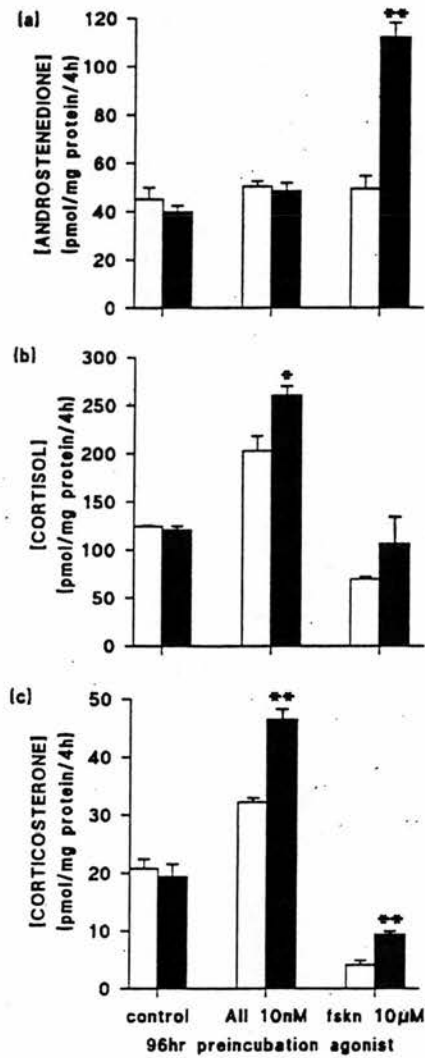 (a)
[ANDROSTENEDIONE]
(pmol/mg protein/4h)
120
100
80
60
40
20
0
**
(b)
[CORTISOL]
(pmol/mg protein/4h)
300
250
200
150
100
50
0
*
(c)
[CORTICOSTERONE]
(pmol/mg protein/4h)
50
40
30
20
10
0
**
**
control AII 10nM fskn 10µM
96hr preincubation agonist